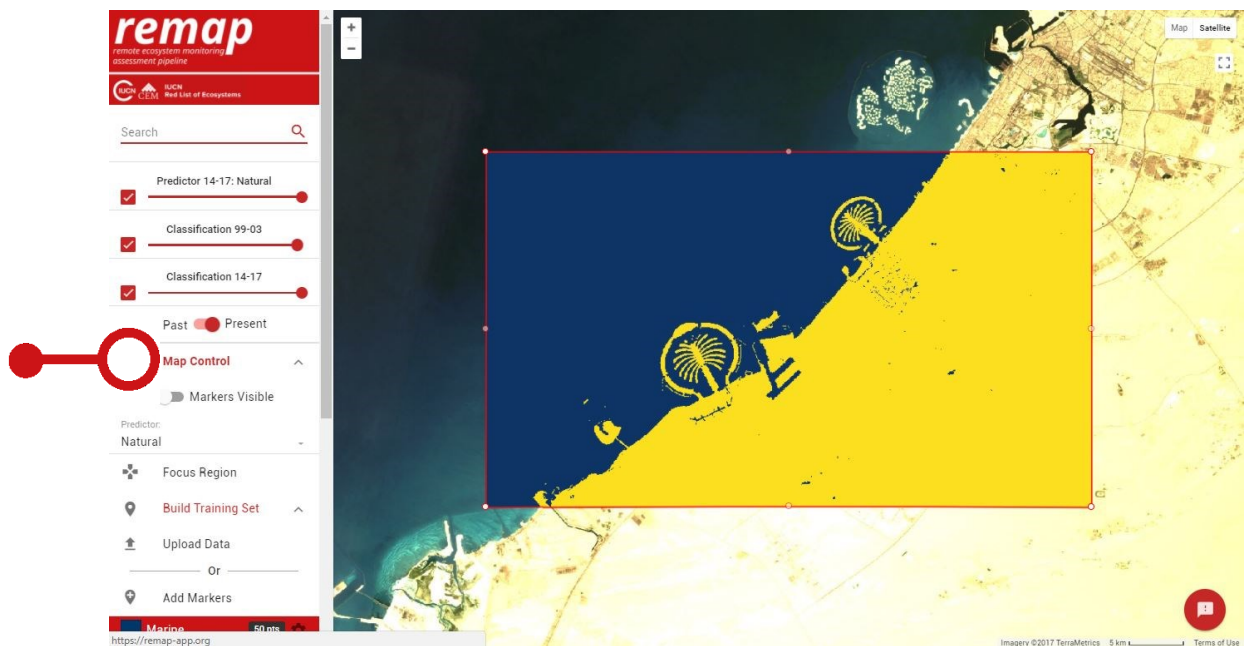 remap
remote ecosystem monitoring
assessment pipeline
IUCN CEM
IUCN
Red List of Ecosystems
Search
Predictor 14-17: Natural
Classification 99-03
Classification 14-17
Past Present
Map Control
Markers Visible
Predictor:
Natural
Focus Region
Build Training Set
Upload Data
Or
Add Markers
Marine 50 pts
https://remap-app.org
+
−
Map Satellite
Imagery ©2017 TerraMetrics 5 km Terms of Use